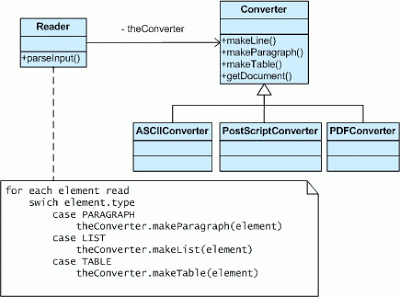 Reader
+parseInput()
- theConverter
Converter
+makeLine()
+makeParagraph()
+makeTable()
+getDocument()
ASCIIConverter
PostScriptConverter
PDFConverter
for each element read
swich element.type
case PARAGRAPH
theConverter.makeParagraph(element)
case LIST
theConverter.makeList(element)
case TABLE
theConverter.makeTable(element)